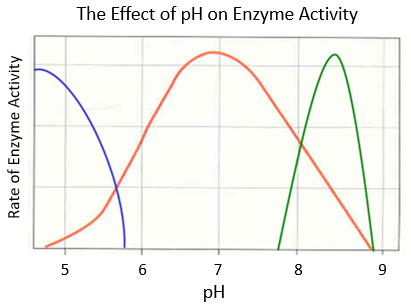 The Effect of pH on Enzyme Activity
Rate of Enzyme Activity
5 6 7 8 9
pH